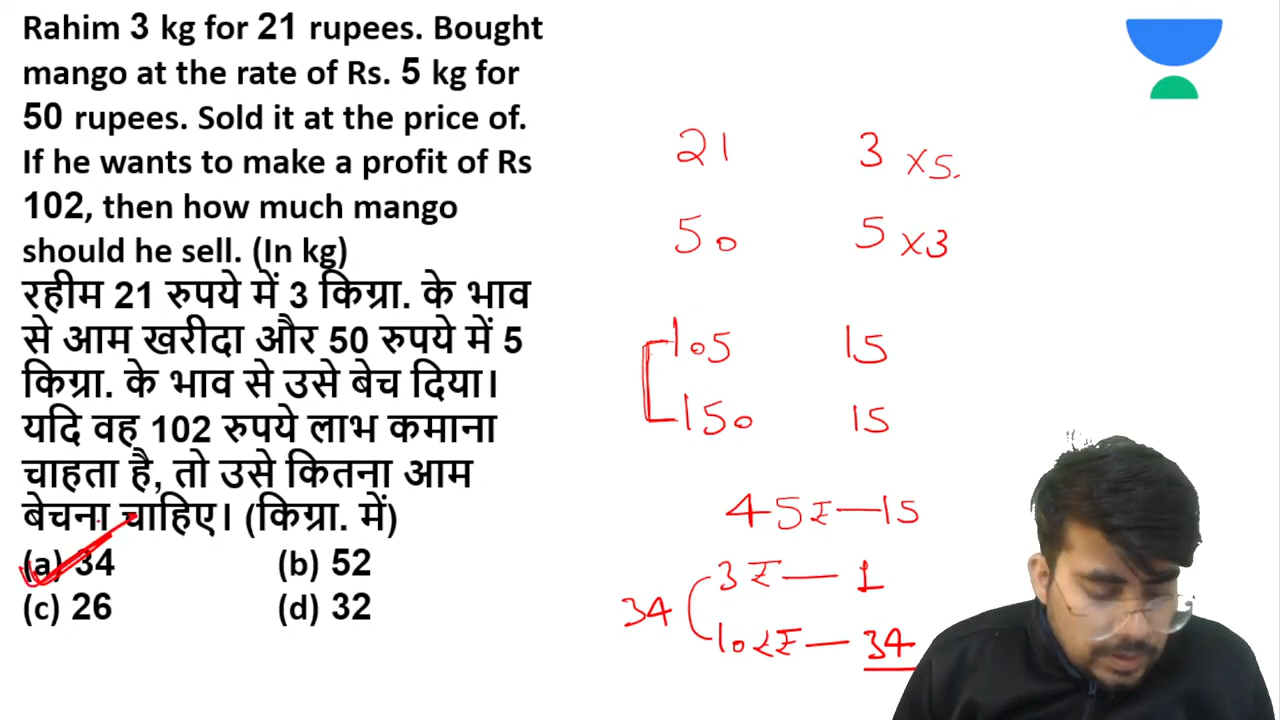 Rahim 3 kg for 21 rupees. Bought
mango at the rate of Rs. 5 kg for
50 rupees. Sold it at the price of.
If he wants to make a profit of Rs
102, then how much mango
should he sell. (In kg)
रहीम 21 रुपये में 3 किग्रा. के भाव
से आम खरीदा और 50 रुपये में 5
किग्रा. के भाव से उसे बेच दिया।
यदि वह 102 रुपये लाभ कमाना
चाहता है, तो उसे कितना आम
बेचना चाहिए। (किग्रा. में)
(a) 34 (b) 52
(c) 26 (d) 32
21 3 ×5.
50 5 ×3
105 15
150 15
45₹—15
3₹—1
34
102₹—34